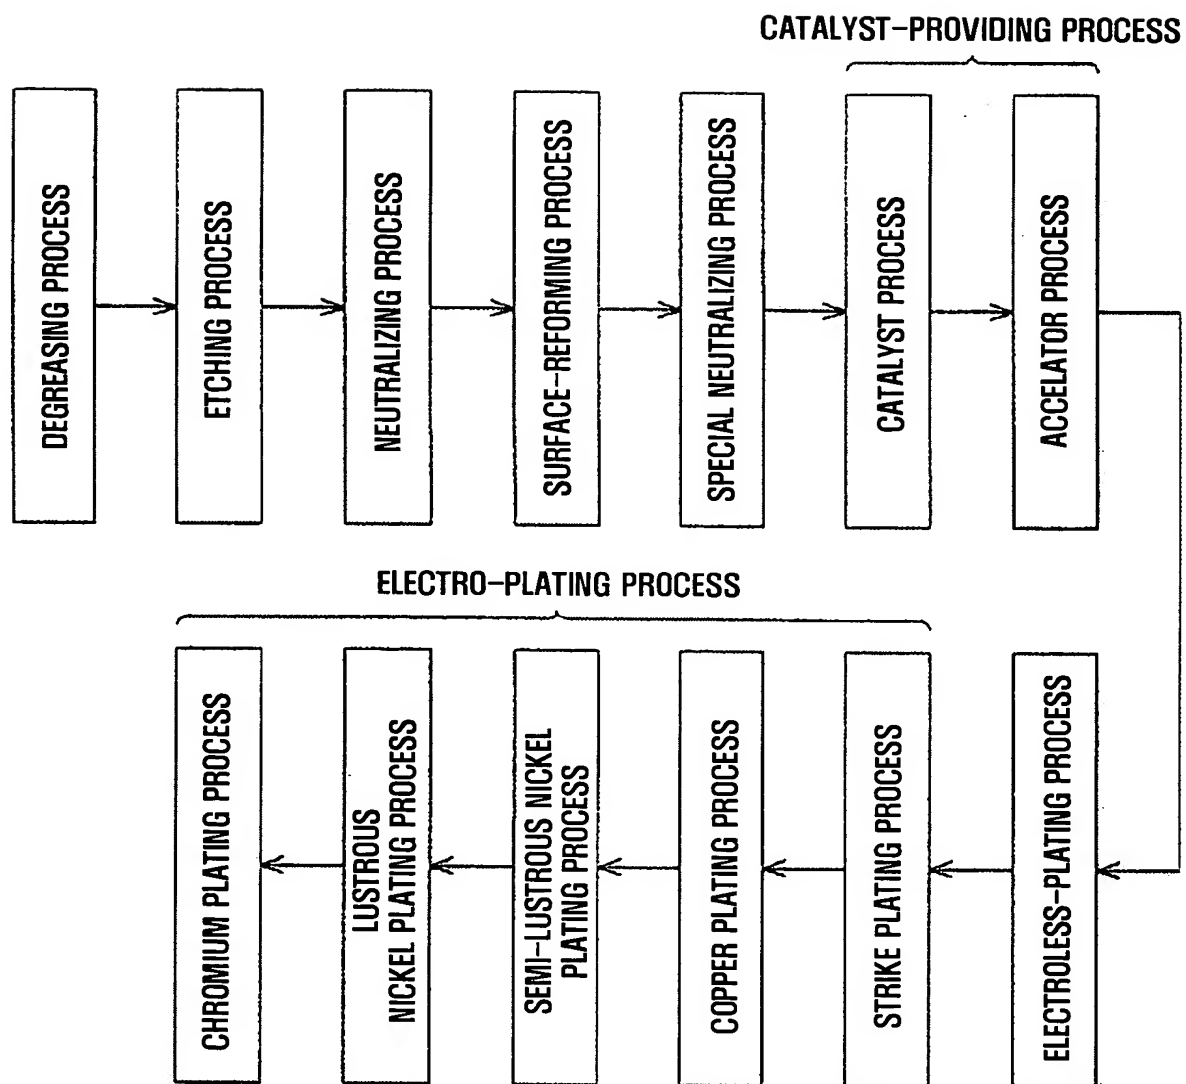 CATALYST-PROVIDING PROCESS
DEGREASING PROCESS
ETCHING PROCESS
NEUTRALIZING PROCESS
SURFACE-REFORMING PROCESS
SPECIAL NEUTRALIZING PROCESS
CATALYST PROCESS
ACCELATOR PROCESS
ELECTRO-PLATING PROCESS
CHROMIUM PLATING PROCESS
LUSTROUS
NICKEL PLATING PROCESS
SEMI-LUSTROUS NICKEL
PLATING PROCESS
COPPER PLATING PROCESS
STRIKE PLATING PROCESS
ELECTROLESS-PLATING PROCESS